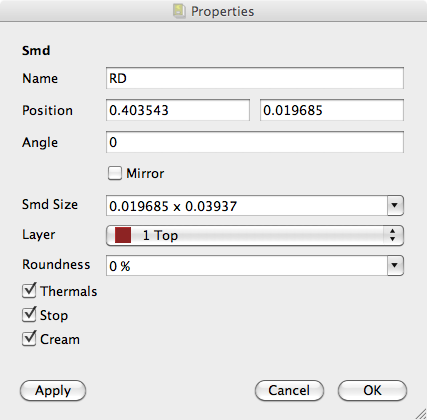 Properties
Smd
Name RD
Position 0.403543 0.019685
Angle 0
Mirror
Smd Size 0.019685 x 0.03937
Layer 1 Top
Roundness 0 %
Thermals
Stop
Cream
Apply Cancel OK